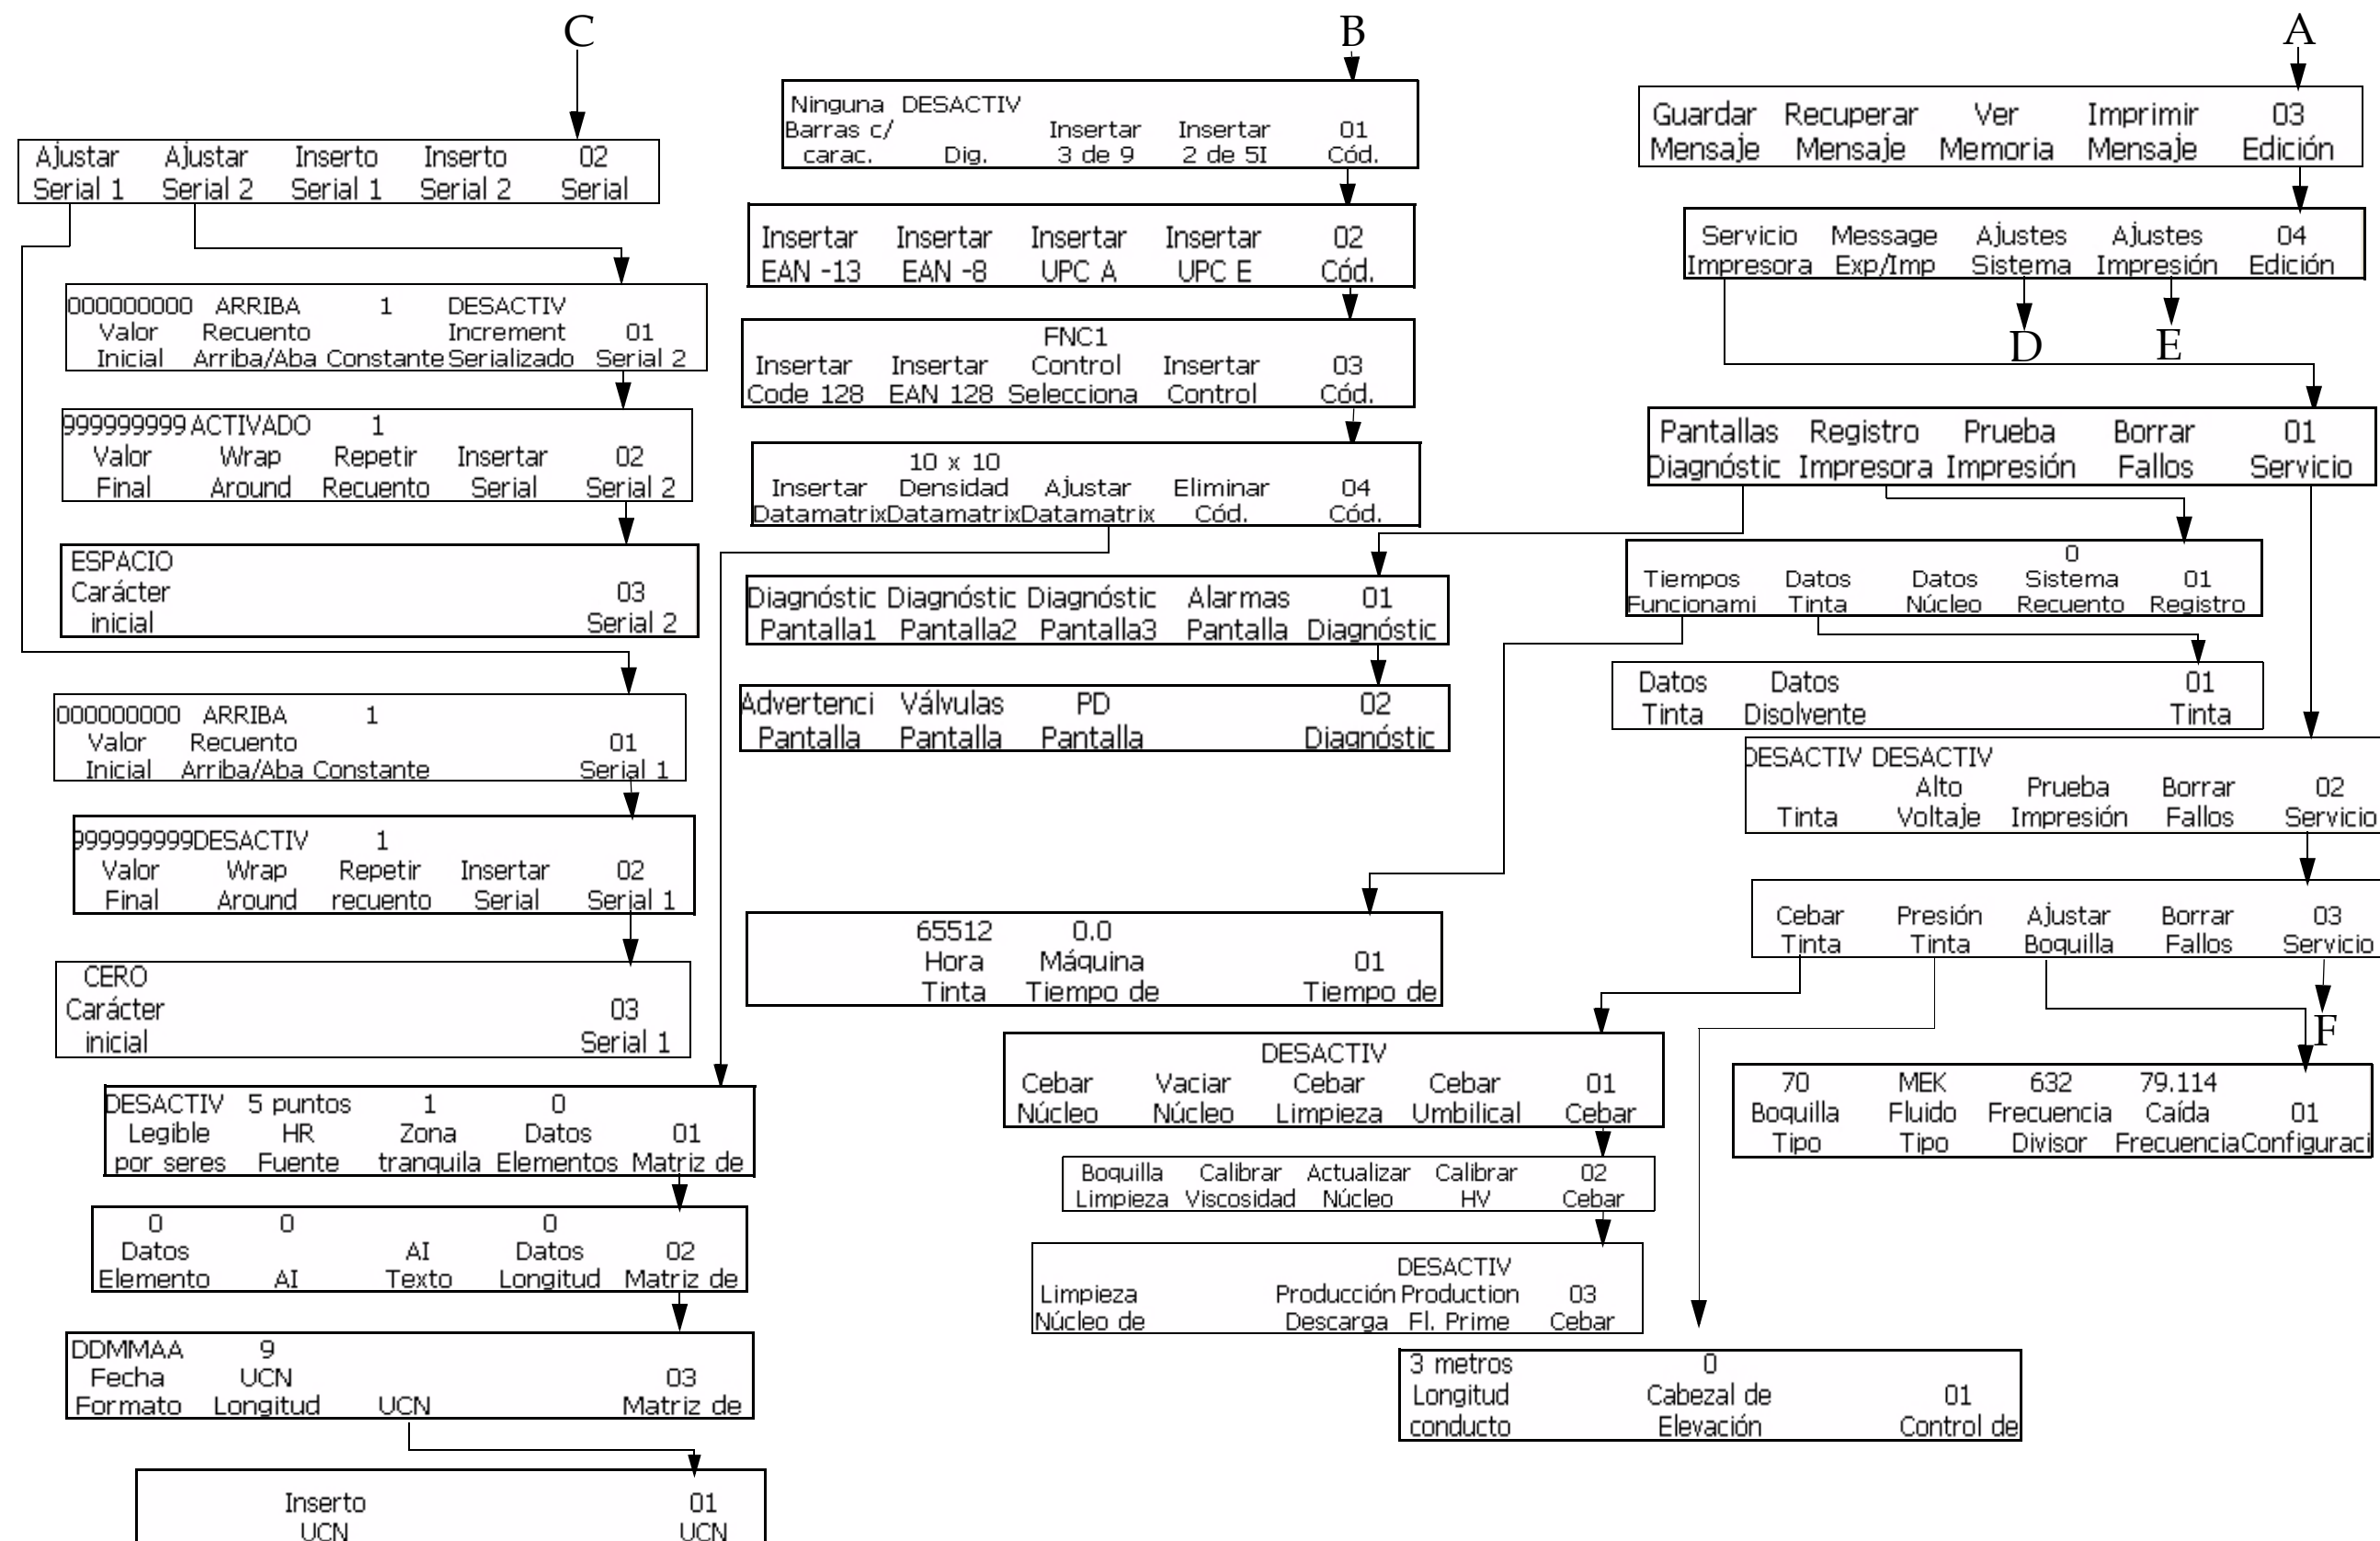 C
Ajustar Ajustar Inserto Inserto 02
Serial 1 Serial 2 Serial 1 Serial 2 Serial
000000000 ARRIBA 1 DESACTIV
Valor Recuento Increment 01
Inicial Arriba/Aba Constante Serializado Serial 2
999999999 ACTIVADO 1
Valor Wrap Repetir Insertar 02
Final Around Recuento Serial Serial 2
ESPACIO
Carácter 03
inicial Serial 2
000000000 ARRIBA 1
Valor Recuento 01
Inicial Arriba/Aba Constante Serial 1
999999999 DESACTIV 1
Valor Wrap Repetir Insertar 02
Final Around recuento Serial Serial 1
CERO
Carácter 03
inicial Serial 1
DESACTIV 5 puntos 1 0
Legible HR Zona Datos 01
por seres Fuente tranquila Elementos Matriz de
0 0 0
Datos AI Datos 02
Elemento AI Texto Longitud Matriz de
DDMMAA 9
Fecha UCN 03
Formato Longitud UCN Matriz de
Inserto 01
UCN UCN
B
Ninguna DESACTIV
Barras c/ Insertar Insertar 01
carac. Dig. 3 de 9 2 de 5I Cód.
Insertar Insertar Insertar Insertar 02
EAN -13 EAN -8 UPC A UPC E Cód.
FNC1
Insertar Insertar Control Insertar 03
Code 128 EAN 128 Selecciona Control Cód.
10 x 10
Insertar Densidad Ajustar Eliminar 04
Datamatrix Datamatrix Datamatrix Cód. Cód.
Diagnóstic Diagnóstic Diagnóstic Alarmas 01
Pantalla1 Pantalla2 Pantalla3 Pantalla Diagnóstic
Advertenci Válvulas PD 02
Pantalla Pantalla Pantalla Diagnóstic
65512 0.0
Hora Máquina 01
Tinta Tiempo de Tiempo de
DESACTIV
Cebar Vaciar Cebar Cebar 01
Núcleo Núcleo Limpieza Umbilical Cebar
Boquilla Calibrar Actualizar Calibrar 02
Limpieza Viscosidad Núcleo HV Cebar
DESACTIV
Limpieza Producción Production 03
Núcleo de Descarga Fl. Prime Cebar
3 metros 0
Longitud Cabezal de 01
conducto Elevación Control de
A
Guardar Recuperar Ver Imprimir 03
Mensaje Mensaje Memoria Mensaje Edición
Servicio Message Ajustes Ajustes 04
Impresora Exp/Imp Sistema Impresión Edición
D E
Pantallas Registro Prueba Borrar 01
Diagnóstic Impresora Impresión Fallos Servicio
0
Tiempos Datos Datos Sistema 01
Funcionami Tinta Núcleo Recuento Registro
Datos Datos 01
Tinta Disolvente Tinta
DESACTIV DESACTIV
Alto Prueba Borrar 02
Tinta Voltaje Impresión Fallos Servicio
Cebar Presión Ajustar Borrar 03
Tinta Tinta Boquilla Fallos Servicio
F
70 MEK 632 79.114
Boquilla Fluido Frecuencia Caída 01
Tipo Tipo Divisor Frecuencia Configuraci